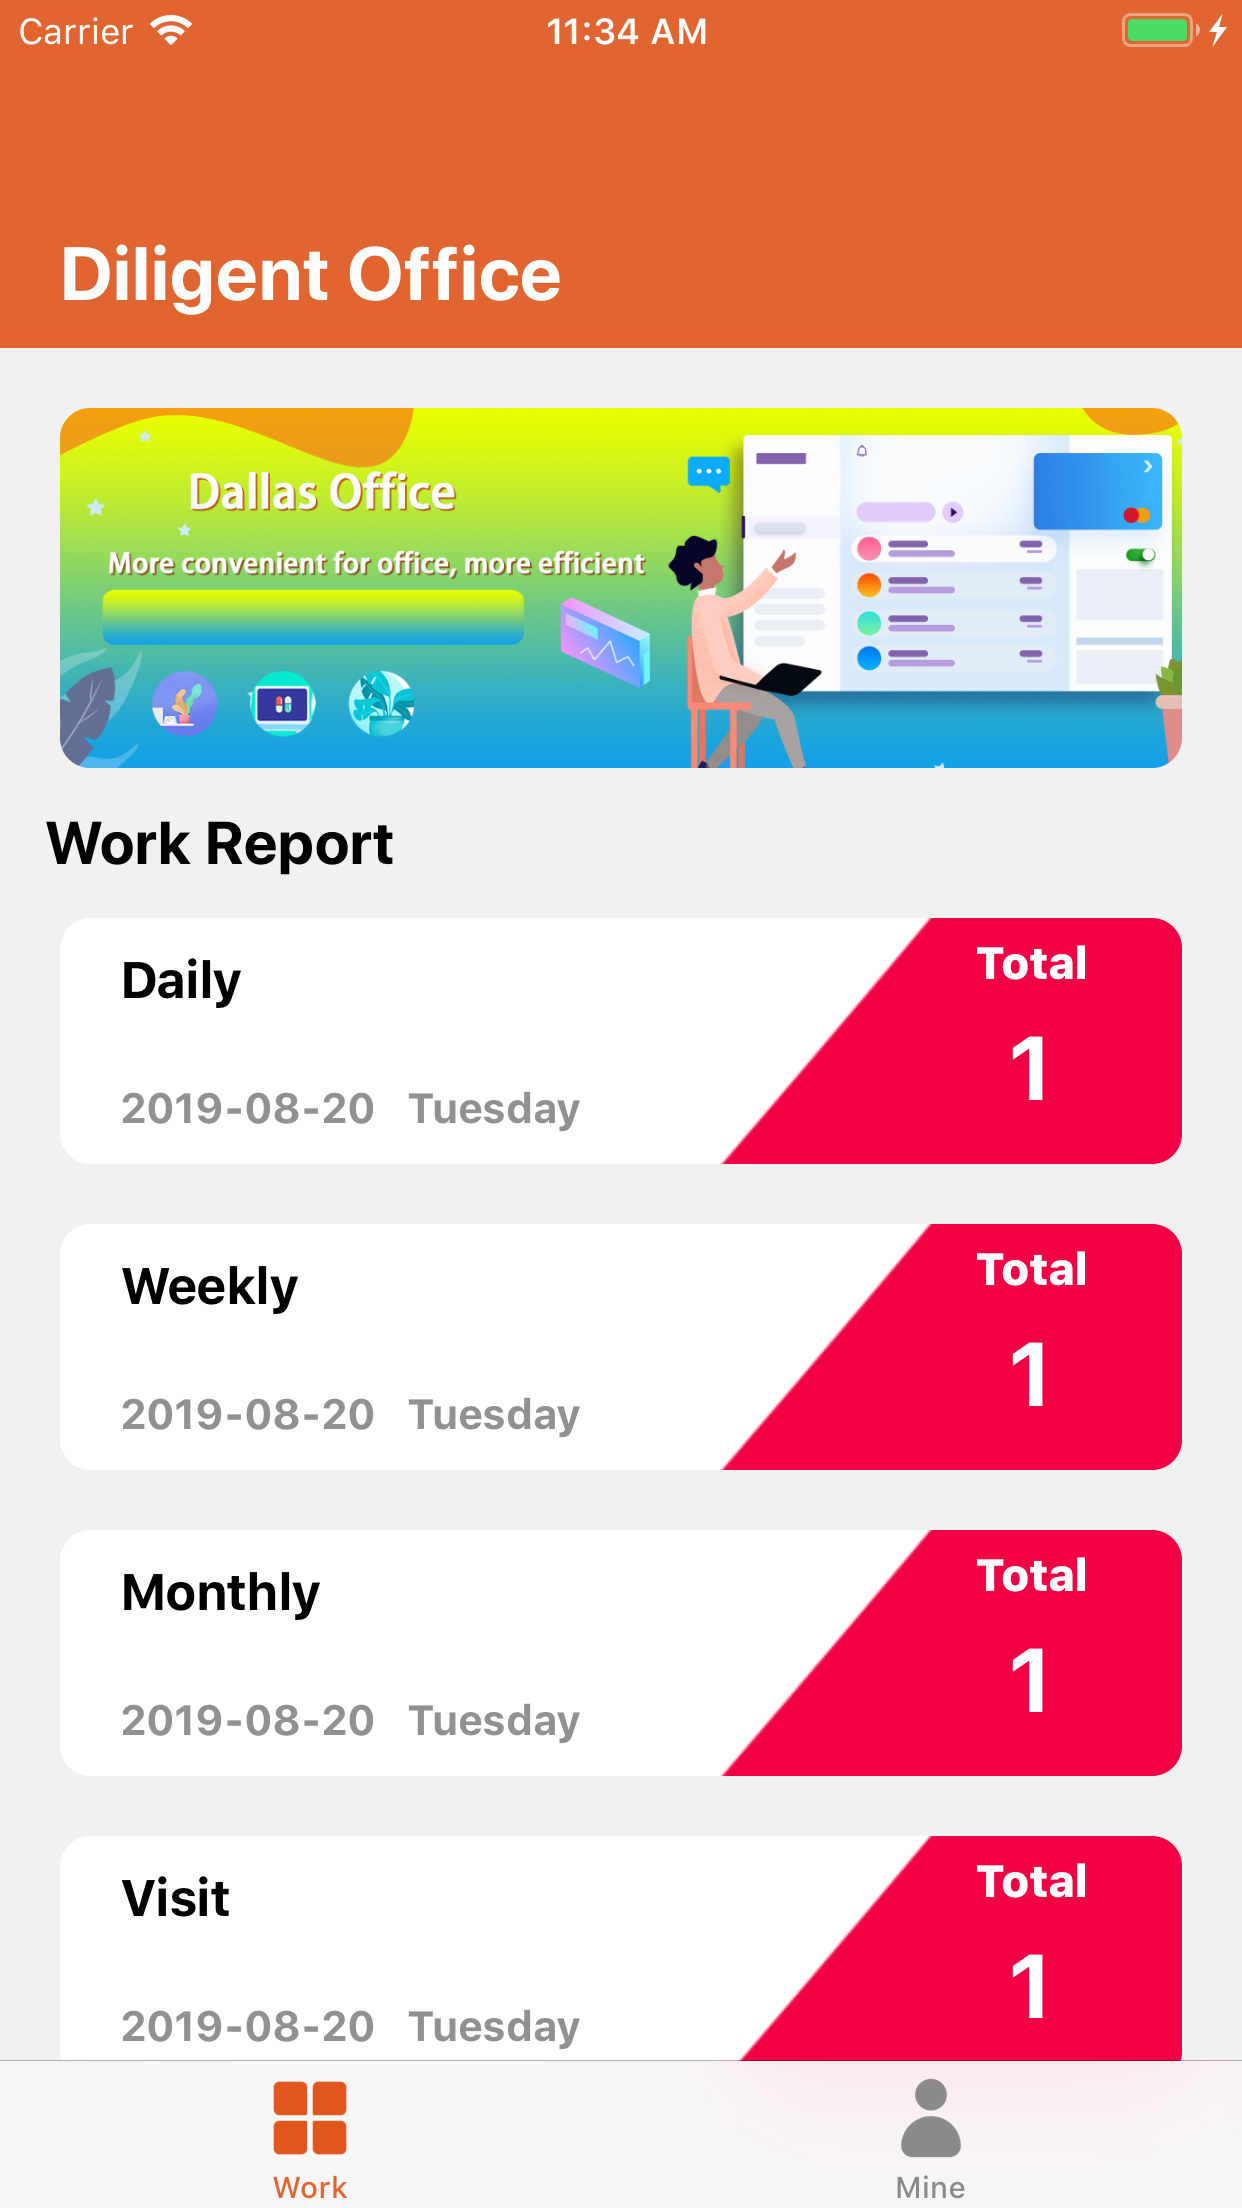 Carrier 11:34 AM
Diligent Office
Dallas Office
More convenient for office, more efficient
Work Report
Daily
Total
1
2019-08-20 Tuesday
Weekly
Total
1
2019-08-20 Tuesday
Monthly
Total
1
2019-08-20 Tuesday
Visit
Total
1
2019-08-20 Tuesday
Work
Mine